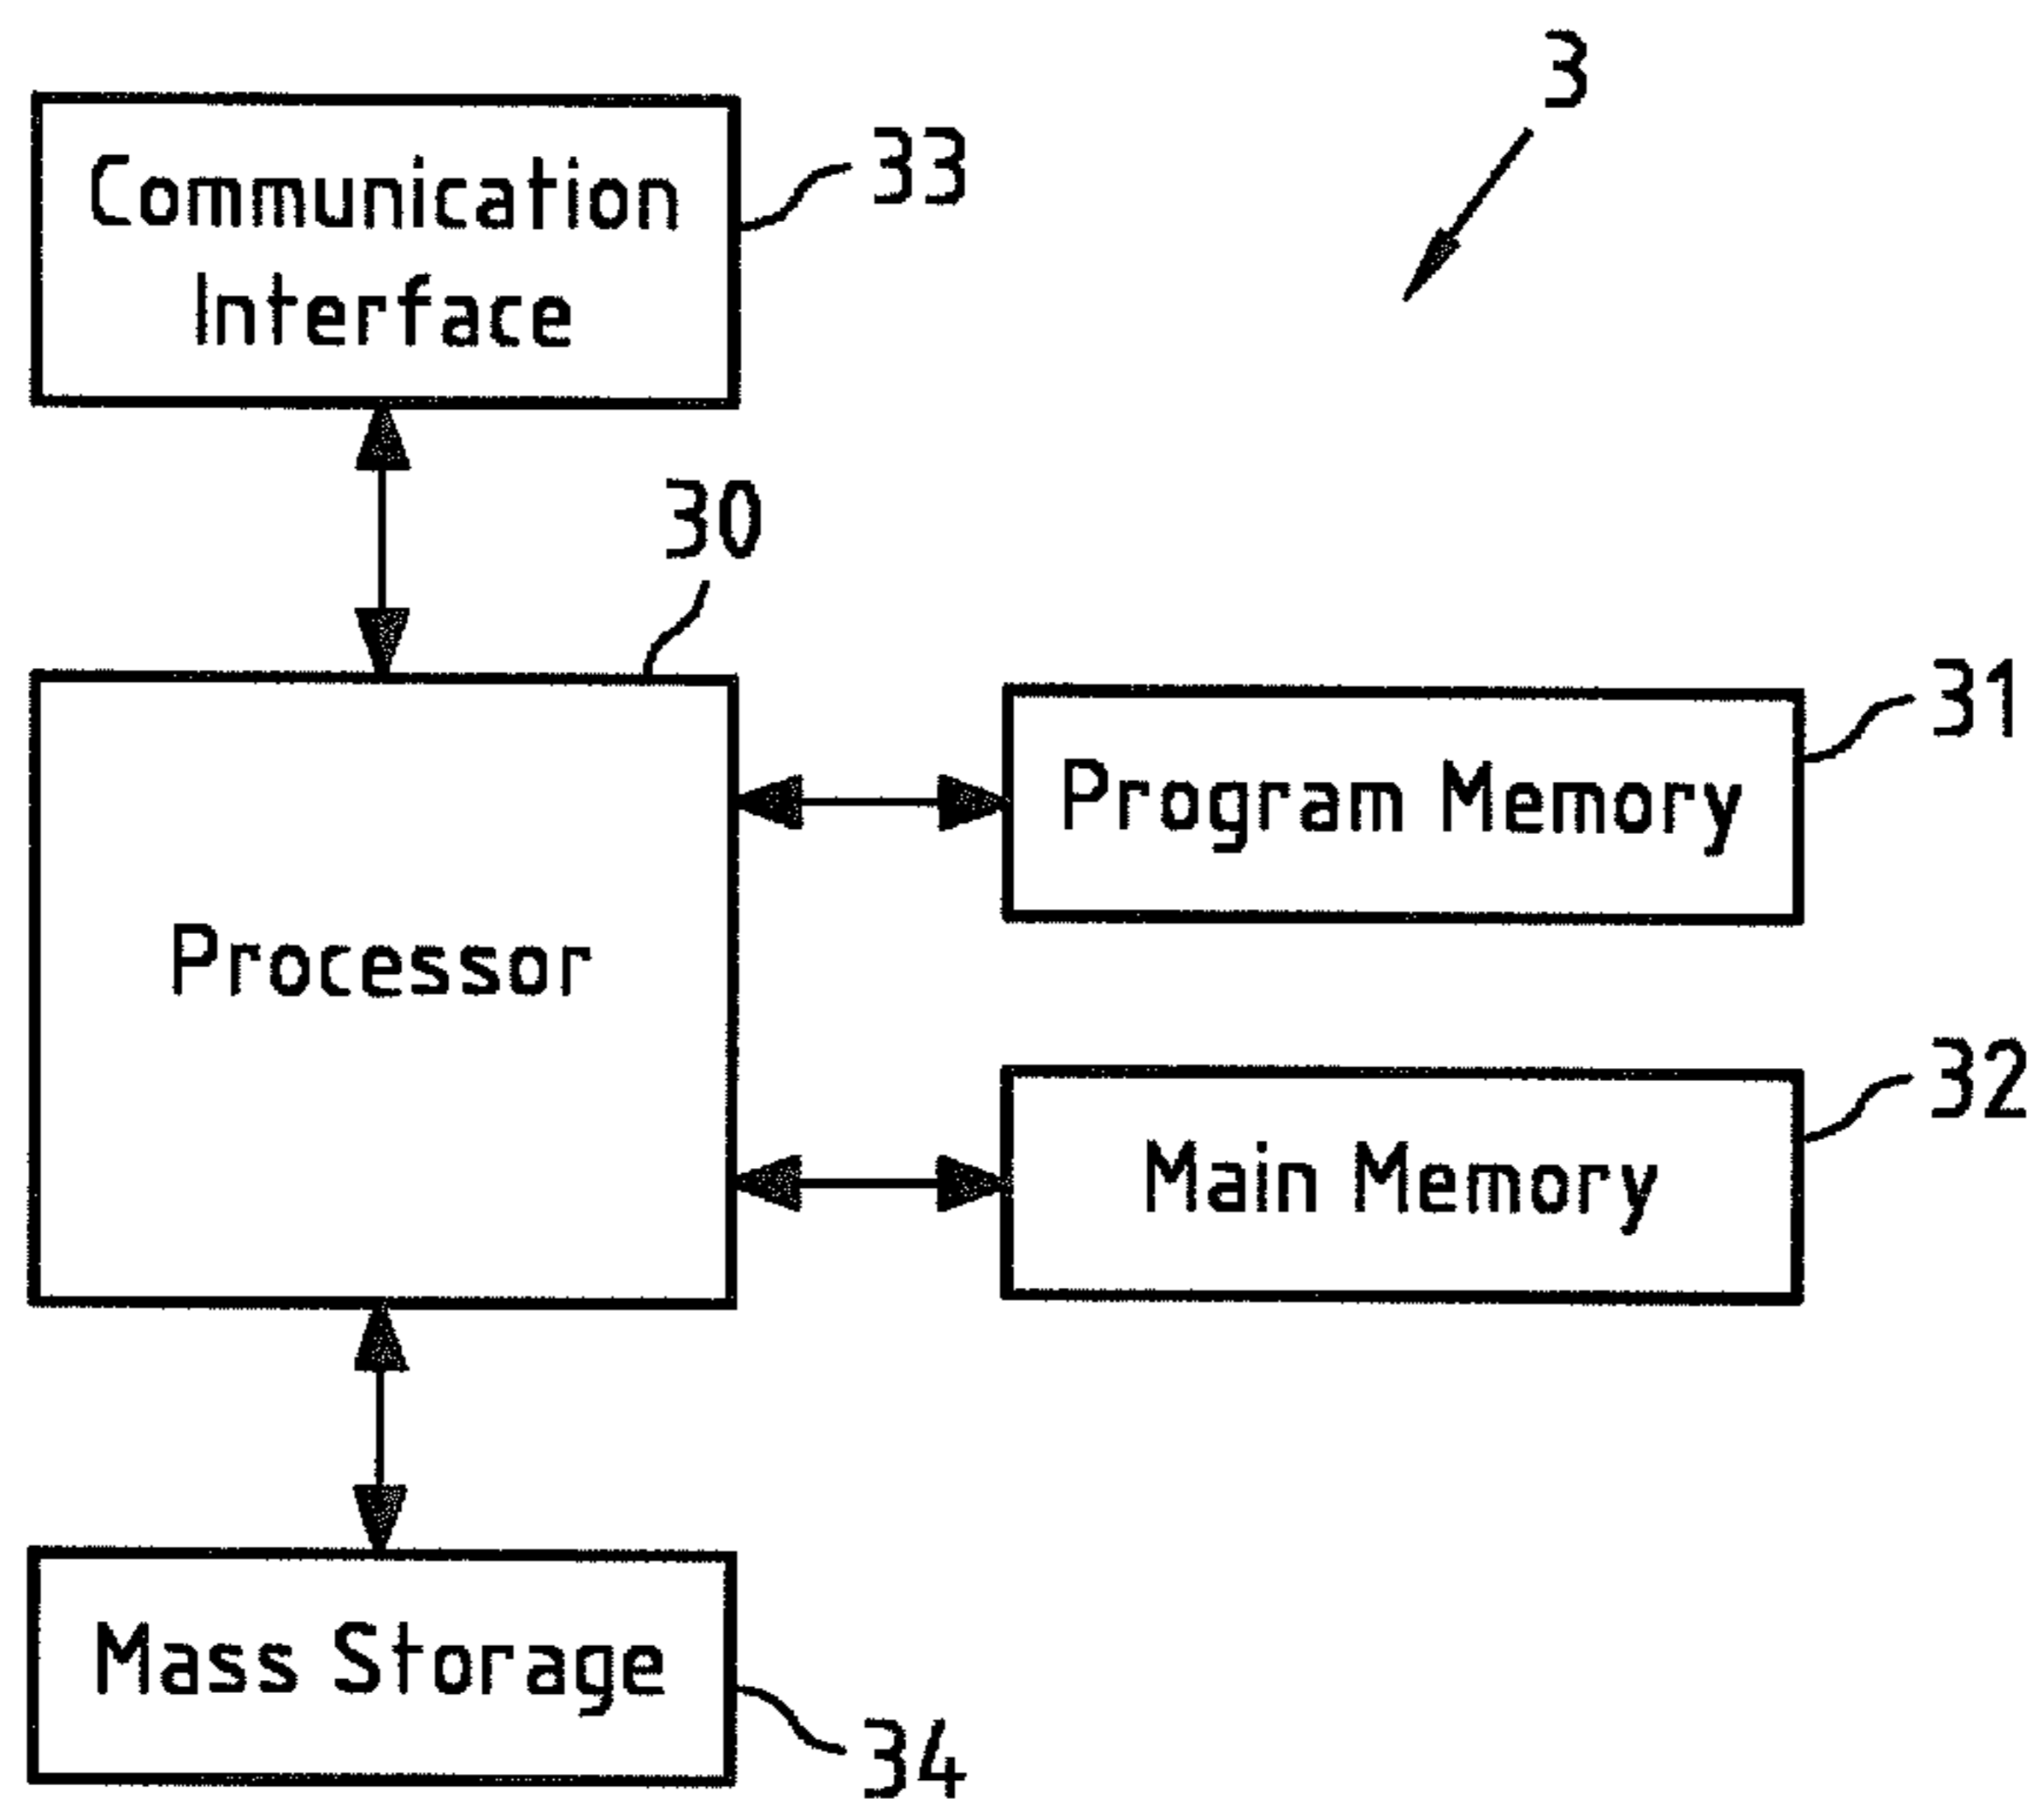 3
Communication
Interface
33
30
Processor
Program Memory
31
Main Memory
32
Mass Storage
34